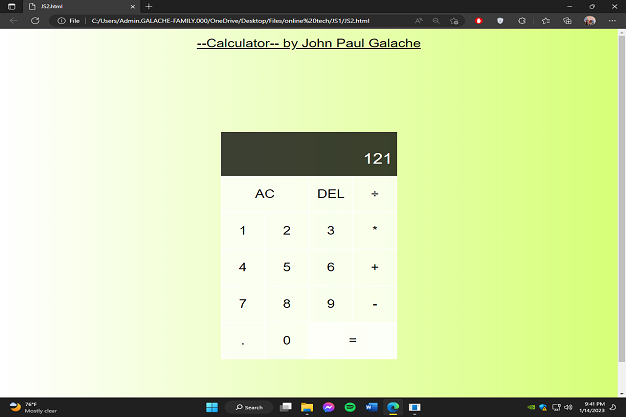 JS2.html
File
C:/Users/Admin.GALACHE-FAMILY.000/OneDrive/Desktop/Files/online%20tech/JS1/JS2.html
--Calculator-- by John Paul Galache
121
AC DEL ÷
1 2 3 *
4 5 6 +
7 8 9 -
. 0 =
76°F
Mostly clear
Search
9:41 PM
1/14/2023